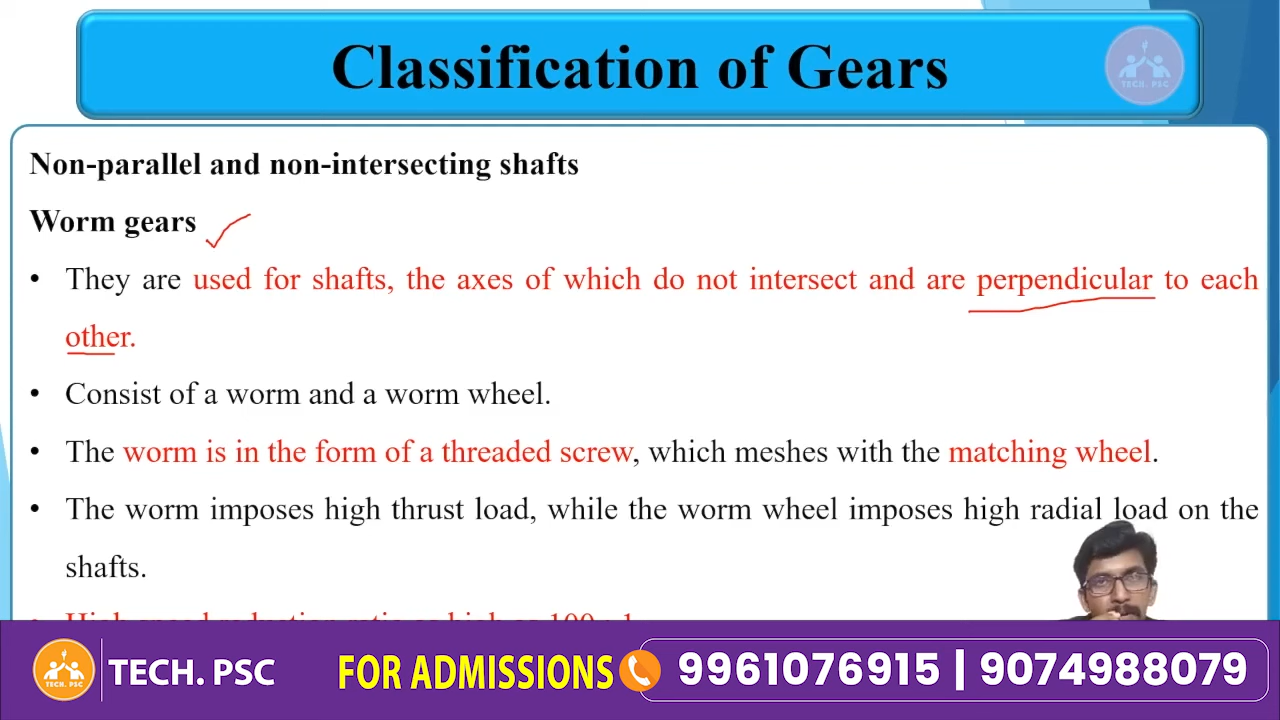 Classification of Gears
TECH. PSC
Non-parallel and non-intersecting shafts
Worm gears
• They are used for shafts, the axes of which do not intersect and are perpendicular to each
other.
• Consist of a worm and a worm wheel.
• The worm is in the form of a threaded screw, which meshes with the matching wheel.
• The worm imposes high thrust load, while the worm wheel imposes high radial load on the
shafts.
TECH. PSC
TECH. PSC
FOR ADMISSIONS
9961076915 | 9074988079